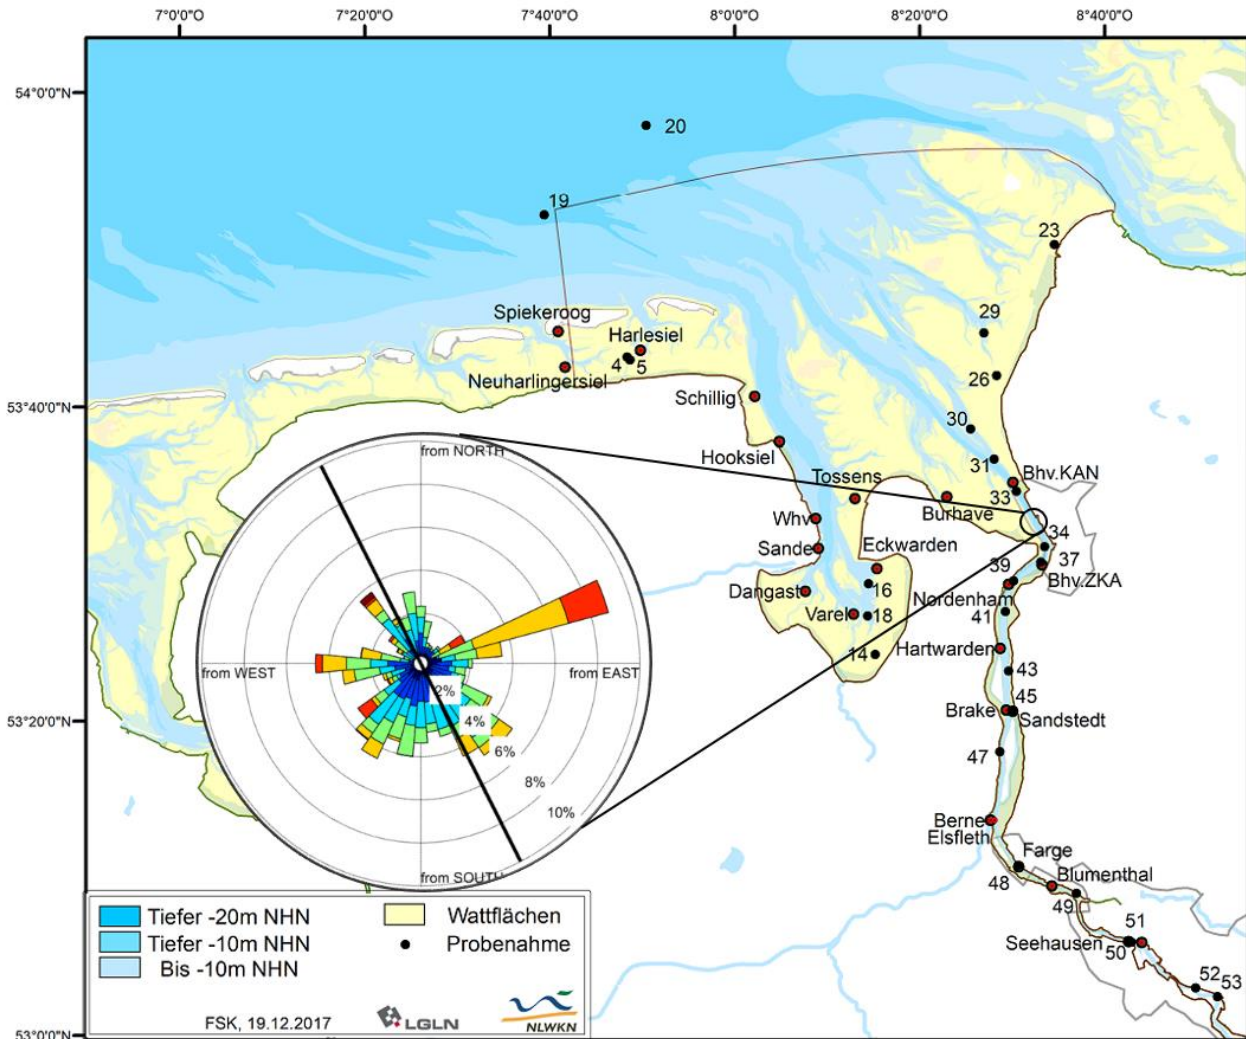 7°0'0"O
7°20'0"O
7°40'0"O
8°0'0"O
8°20'0"O
8°40'0"O
54°0'0"N
20
19
23
Spiekeroog
29
Harlesiel
4
5
Neuharlingersiel
26
53°40'0"N
Schillig
30
Hooksiel
31
Tossens
Bhv.KAN
from NORTH
33
Burhave
Whv
34
Sande
Eckwarden
39
37
Bhv.ZKA
Dangast
16
Nordenham
Varel
18
41
Hartwarden
14
from WEST
from EAST
43
2%
45
Brake
Sandstedt
4%
53°20'0"N
6%
47
8%
10%
Berne
Elsfleth
Farge
from SOUTH
48
Blumenthal
49
Tiefer -20m NHN
Wattflächen
51
Tiefer -10m NHN
Probenahme
Seehausen
50
Bis -10m NHN
52
53
FSK, 19.12.2017
LGLN
NLWKN
53°0'0"N